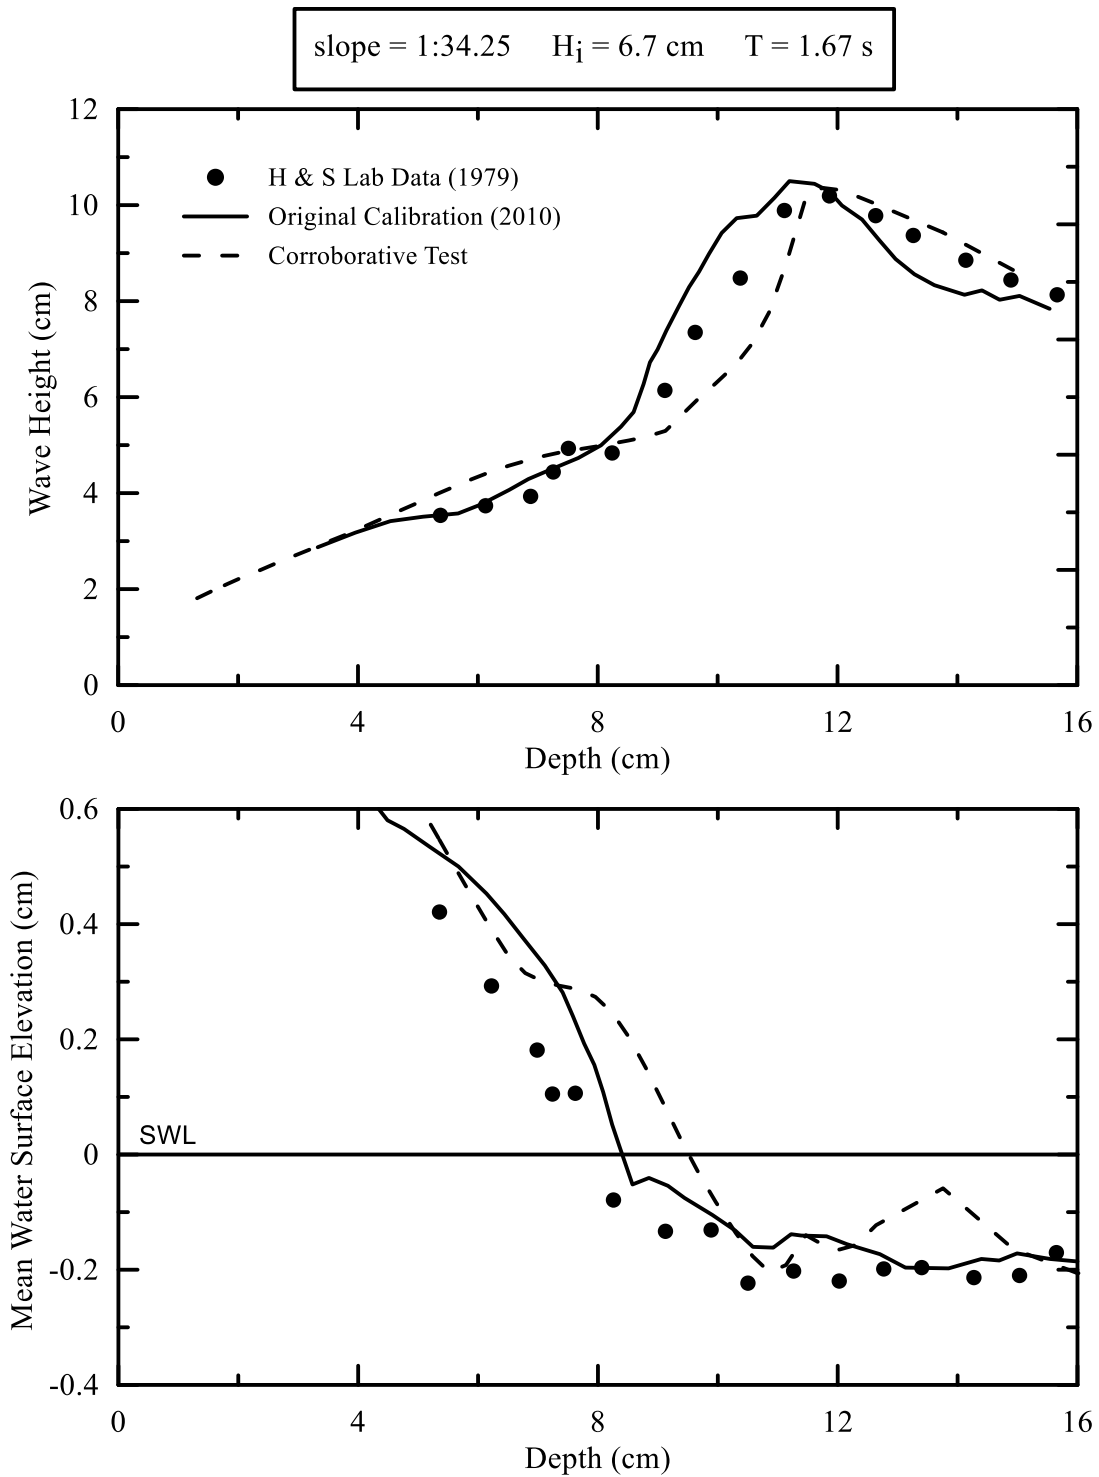 slope = 1:34.25 Hi = 6.7 cm T = 1.67 s
12
10
8
6
4
2
0
Wave Height (cm)
H & S Lab Data (1979)
Original Calibration (2010)
Corroborative Test
0 4 8 12 16
Depth (cm)
0.6
0.4
0.2
0
-0.2
-0.4
Mean Water Surface Elevation (cm)
SWL
0 4 8 12 16
Depth (cm)